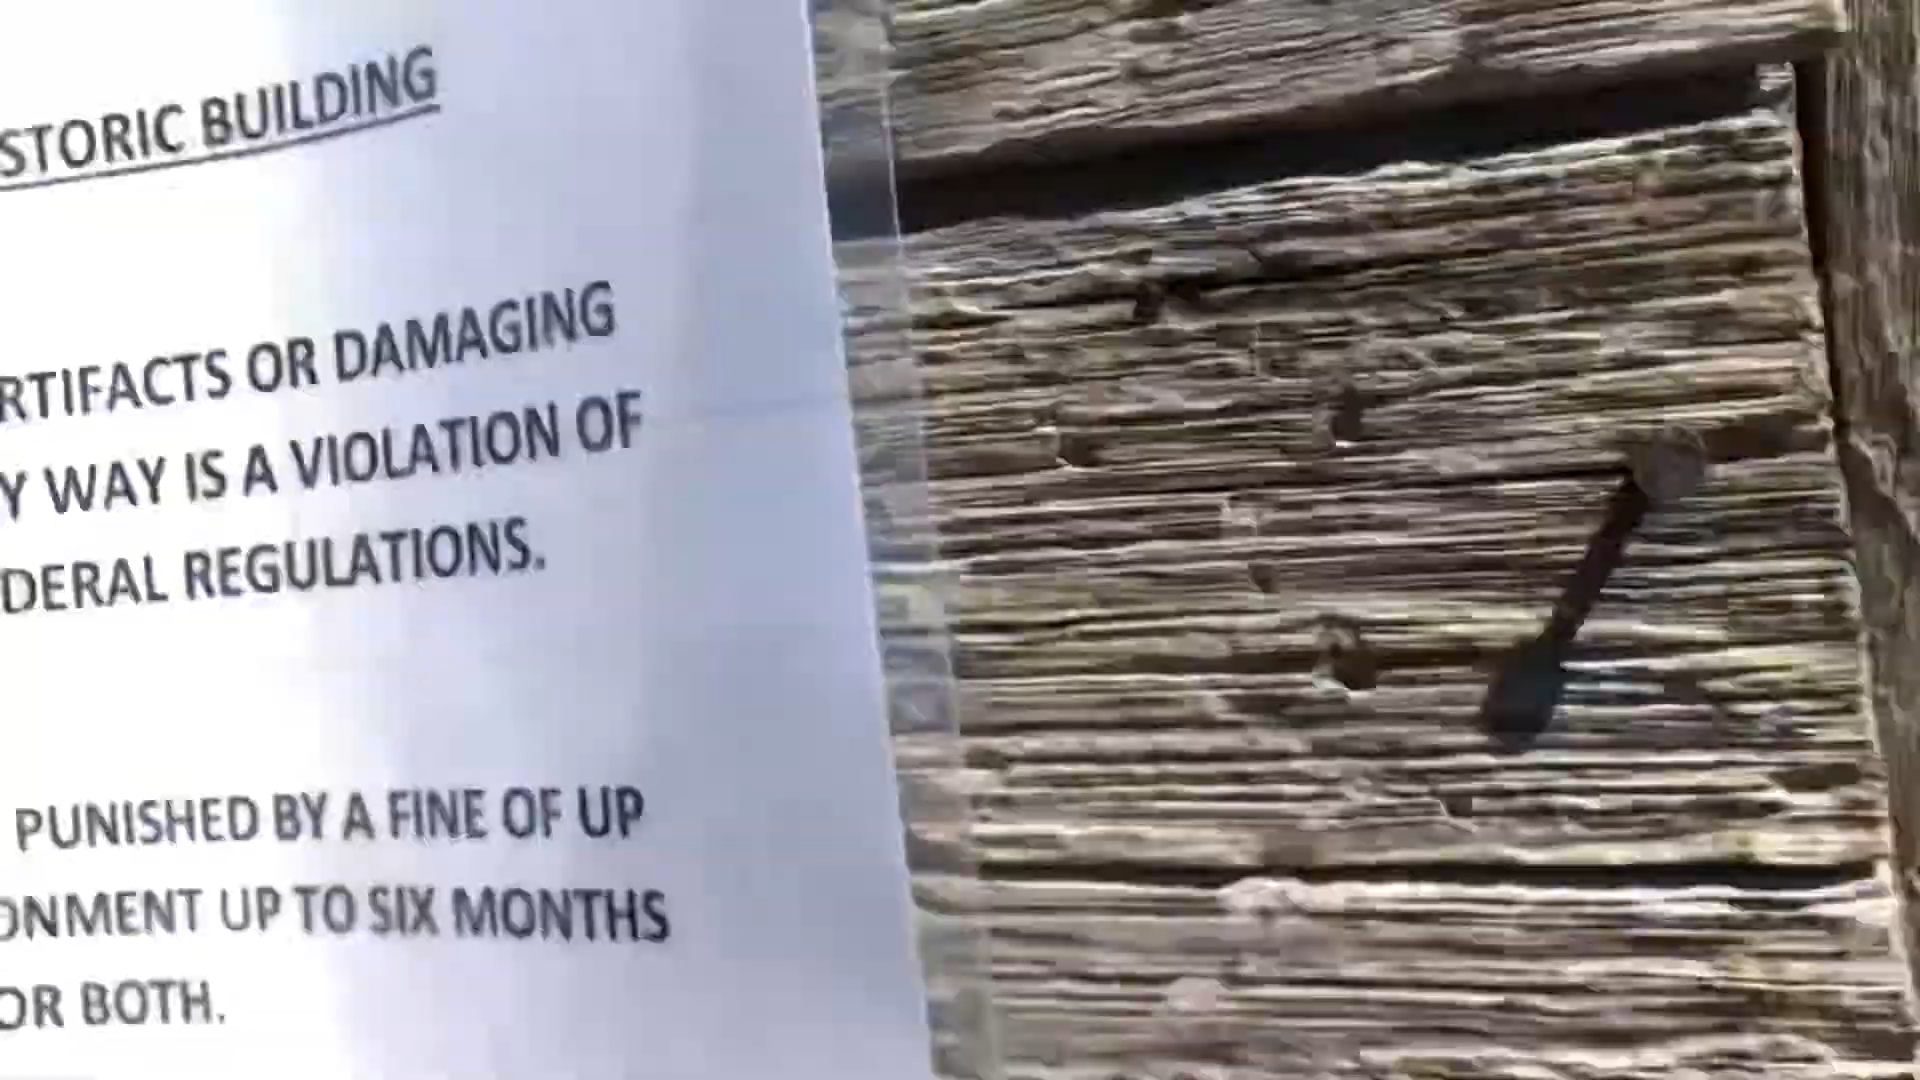 STORIC BUILDING
RTIFACTS OR DAMAGING
Y WAY IS A VIOLATION OF
DERAL REGULATIONS.
PUNISHED BY A FINE OF UP
ONMENT UP TO SIX MONTHS
OR BOTH.